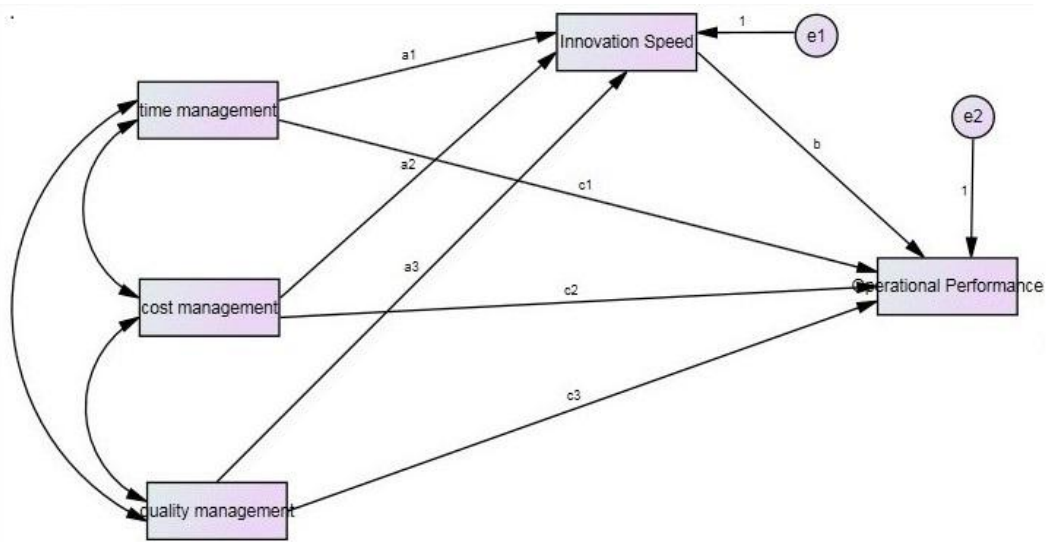 Innovation Speed
1
e1
a1
time management
e2
a2
b
c1
1
a3
cost management
c2
Operational Performance
c3
quality management